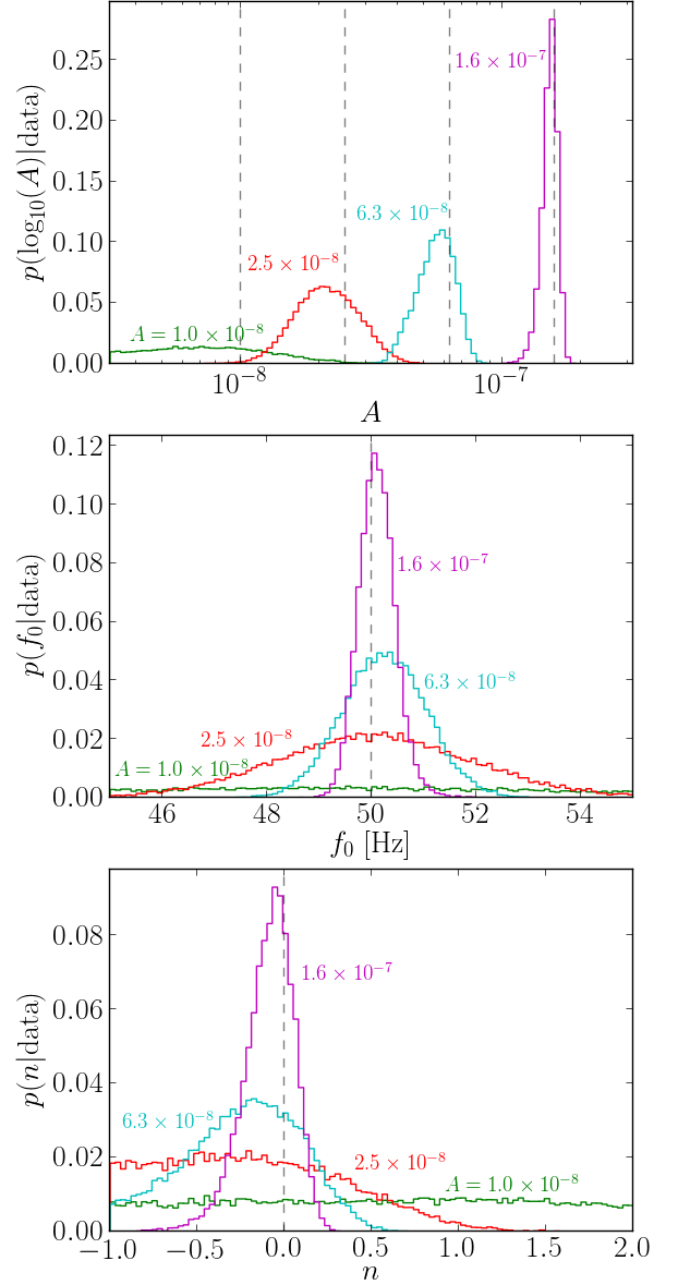 p(log₁₀(A)|data)
0.25
0.20
0.15
0.10
0.05
0.00
1.6 × 10⁻⁷
6.3 × 10⁻⁸
2.5 × 10⁻⁸
A = 1.0 × 10⁻⁸
10⁻⁸ 10⁻⁷
A
p(f₀|data)
0.12
0.10
0.08
0.06
0.04
0.02
0.00
1.6 × 10⁻⁷
6.3 × 10⁻⁸
2.5 × 10⁻⁸
A = 1.0 × 10⁻⁸
46 48 50 52 54
f₀ [Hz]
p(n|data)
0.08
0.06
0.04
0.02
0.00
1.6 × 10⁻⁷
6.3 × 10⁻⁸
2.5 × 10⁻⁸
A = 1.0 × 10⁻⁸
−1.0 −0.5 0.0 0.5 1.0 1.5 2.0
n